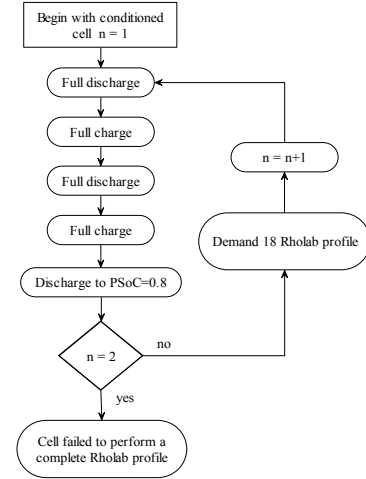 Begin with conditioned
cell n = 1
Full discharge
Full charge
n = n+1
Full discharge
Full charge
Demand 18 Rholab profile
Discharge to PSoC=0.8
n = 2
no
yes
Cell failed to perform a
complete Rholab profile